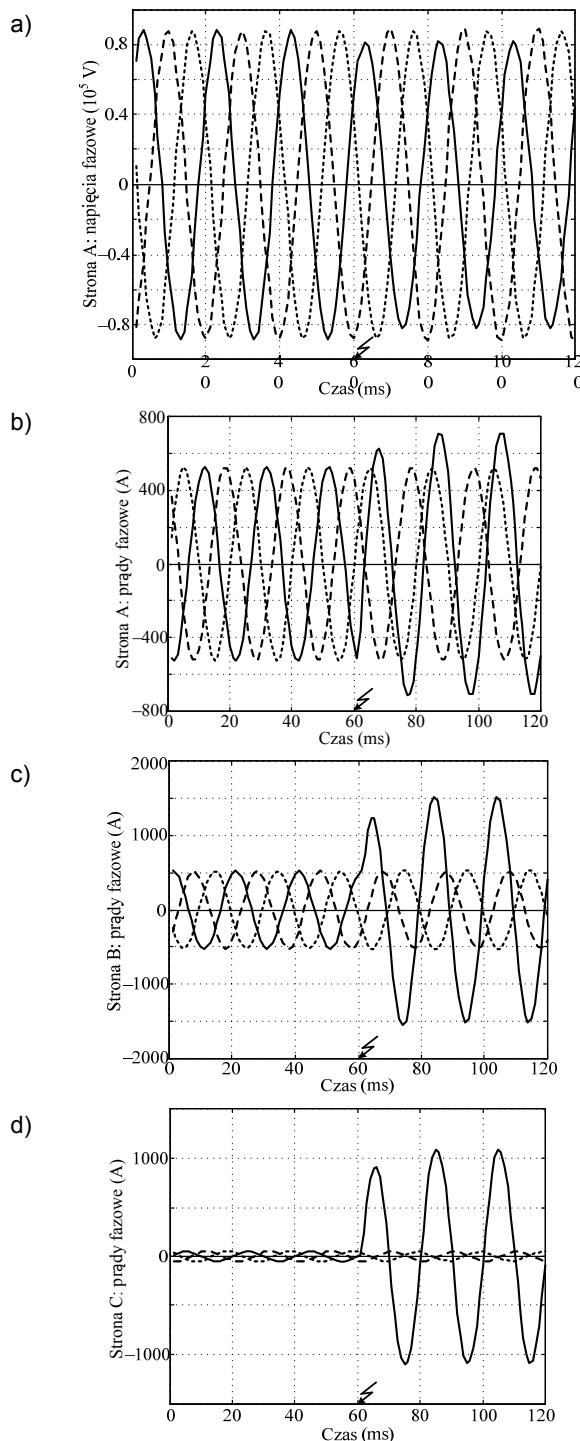 a)
Strona A: napięcia fazowe (10⁵ V)
0.8
0.4
0
–0.4
–0.8
0
2 4 6 8 10 12
0 0 0 0 0 0
Czas (ms)
b)
Strona A: prądy fazowe (A)
800
400
0
–400
–800
0 20 40 60 80 100 120
Czas (ms)
c)
Strona B: prądy fazowe (A)
2000
1000
0
–1000
–2000
0 20 40 60 80 100 120
Czas (ms)
d)
Strona C: prądy fazowe (A)
1000
0
–1000
0 20 40 60 80 100 120
Czas (ms)